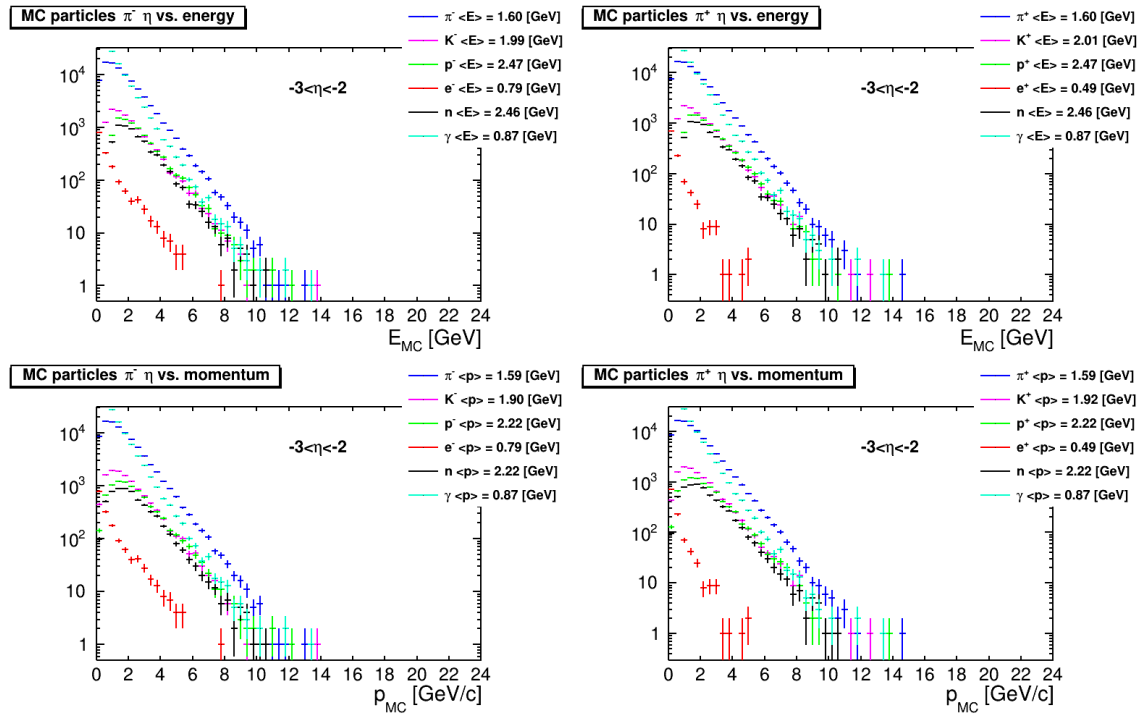 MC particles π⁻ η vs. energy
π⁻ <E> = 1.60 [GeV]
K⁻ <E> = 1.99 [GeV]
p⁻ <E> = 2.47 [GeV]
e⁻ <E> = 0.79 [GeV]
n <E> = 2.46 [GeV]
γ <E> = 0.87 [GeV]
-3<η<-2
10⁴
10³
10²
10
1
0 2 4 6 8 10 12 14 16 18 20 22 24
E_MC [GeV]
MC particles π⁺ η vs. energy
π⁺ <E> = 1.60 [GeV]
K⁺ <E> = 2.01 [GeV]
p⁺ <E> = 2.47 [GeV]
e⁺ <E> = 0.49 [GeV]
n <E> = 2.46 [GeV]
γ <E> = 0.87 [GeV]
-3<η<-2
10⁴
10³
10²
10
1
0 2 4 6 8 10 12 14 16 18 20 22 24
E_MC [GeV]
MC particles π⁻ η vs. momentum
π⁻ <p> = 1.59 [GeV]
K⁻ <p> = 1.90 [GeV]
p⁻ <p> = 2.22 [GeV]
e⁻ <p> = 0.79 [GeV]
n <p> = 2.22 [GeV]
γ <p> = 0.87 [GeV]
-3<η<-2
10⁴
10³
10²
10
1
0 2 4 6 8 10 12 14 16 18 20 22 24
p_MC [GeV/c]
MC particles π⁺ η vs. momentum
π⁺ <p> = 1.59 [GeV]
K⁺ <p> = 1.92 [GeV]
p⁺ <p> = 2.22 [GeV]
e⁺ <p> = 0.49 [GeV]
n <p> = 2.22 [GeV]
γ <p> = 0.87 [GeV]
-3<η<-2
10⁴
10³
10²
10
1
0 2 4 6 8 10 12 14 16 18 20 22 24
p_MC [GeV/c]